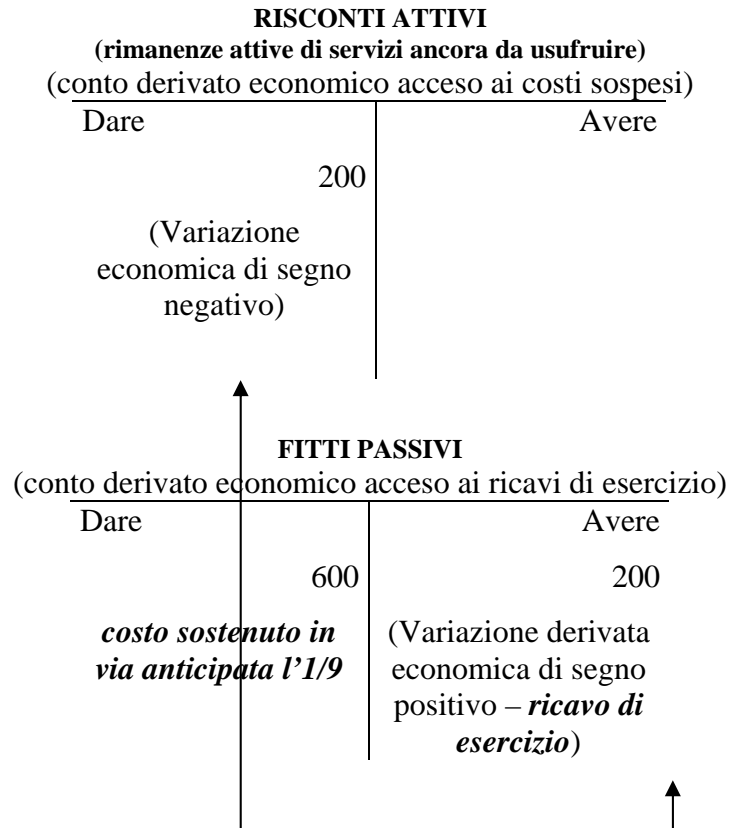 RISCONTI ATTIVI
(rimanenze attive di servizi ancora da usufruire)
(conto derivato economico acceso ai costi sospesi)
Dare Avere
200
(Variazione
economica di segno
negativo)
FITTI PASSIVI
(conto derivato economico acceso ai ricavi di esercizio)
Dare Avere
600 200
costo sostenuto in
via anticipata l’1/9
(Variazione derivata
economica di segno
positivo – ricavo di
esercizio)